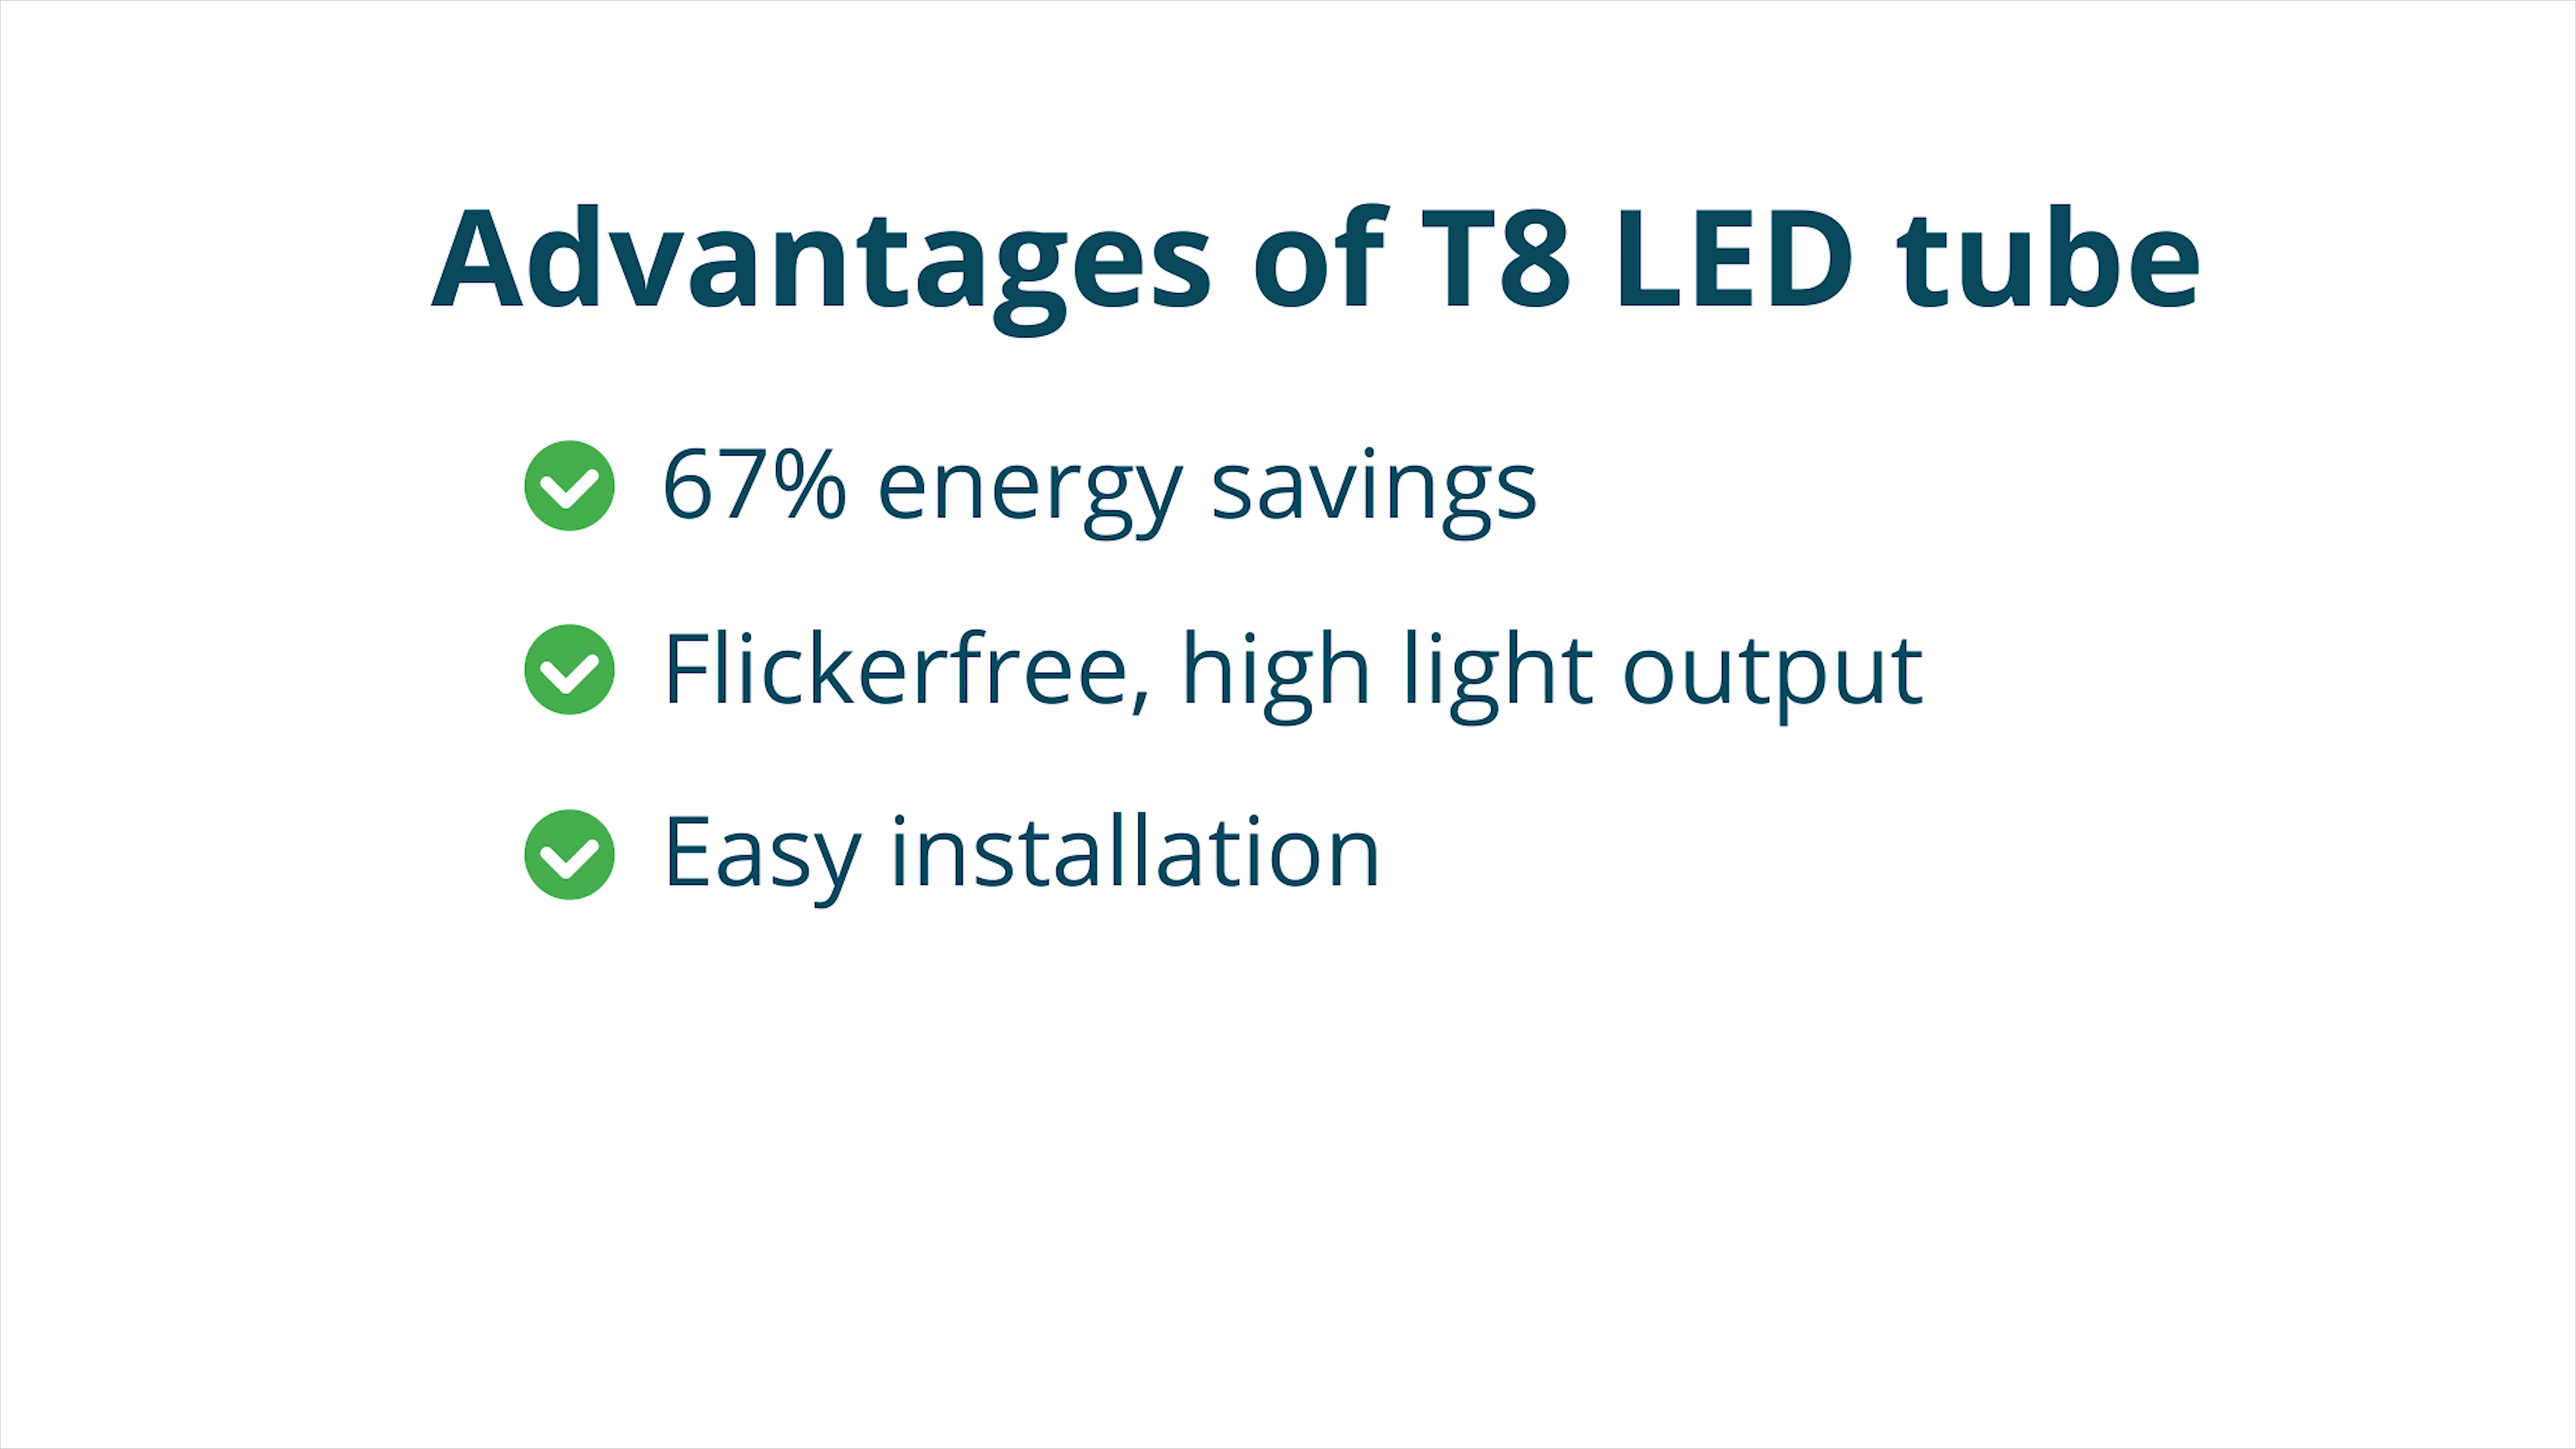 Advantages of T8 LED tube
67% energy savings
Flickerfree, high light output
Easy installation